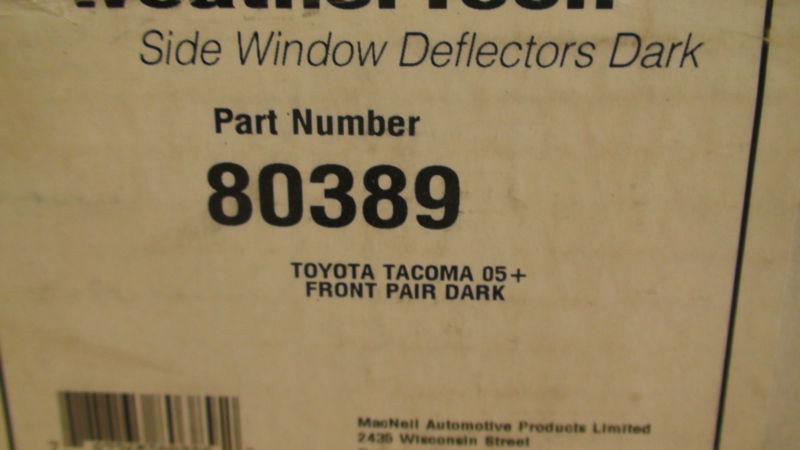 WeatherTech
Side Window Deflectors Dark
Part Number
80389
TOYOTA TACOMA 05+
FRONT PAIR DARK
MacNeil Automotive Products Limited
2435 Wisconsin Street